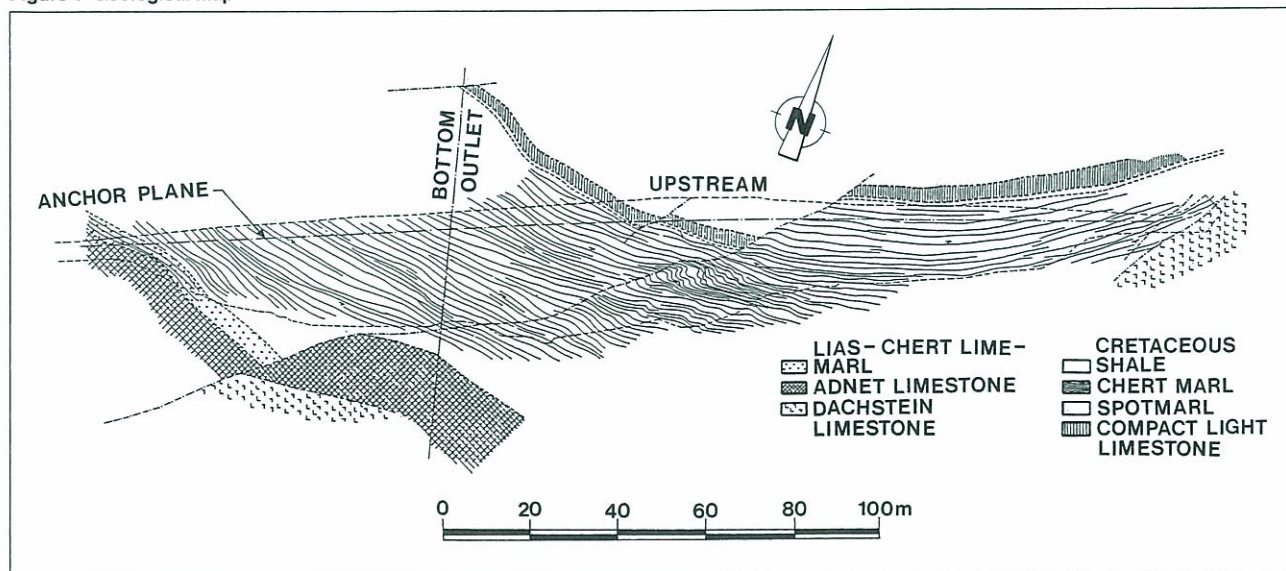 N
BOTTOM
OUTLET
ANCHOR PLANE
UPSTREAM
LIAS-CHERT LIME-
MARL
ADNET LIMESTONE
DACHSTEIN
LIMESTONE
CRETACEOUS
SHALE
CHERT MARL
SPOTMARL
COMPACT LIGHT
LIMESTONE
0 20 40 60 80 100m